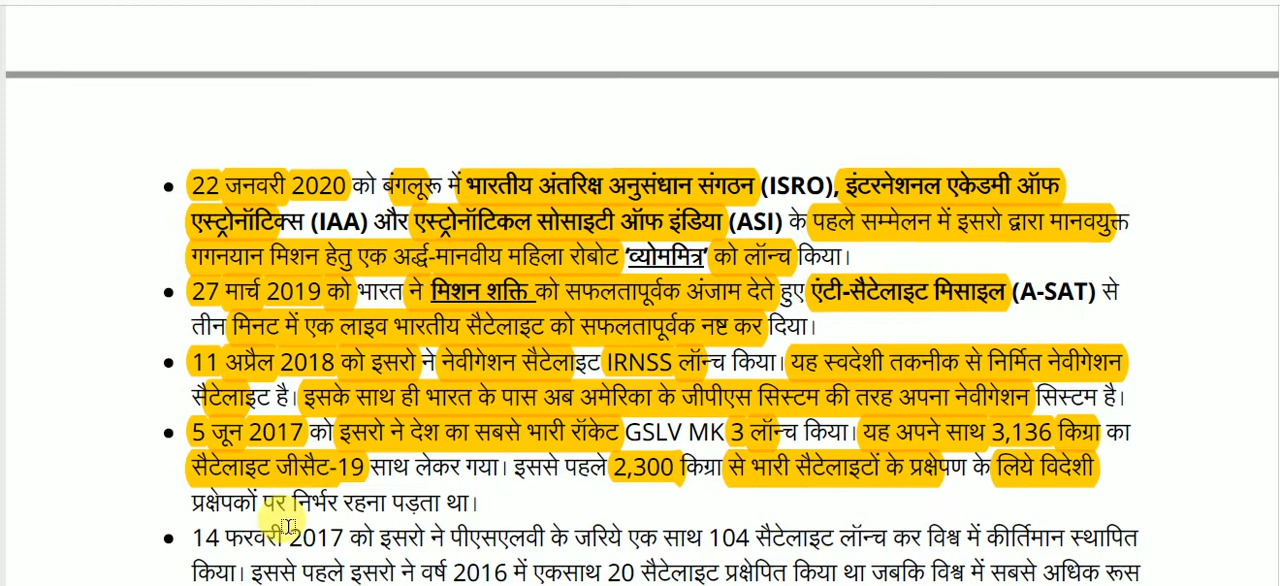 • 22 जनवरी 2020 को बंगलूरू में भारतीय अंतरिक्ष अनुसंधान संगठन (ISRO), इंटरनेशनल एकेडमी ऑफ
एस्ट्रोनॉटिक्स (IAA) और एस्ट्रोनॉटिकल सोसाइटी ऑफ इंडिया (ASI) के पहले सम्मेलन में इसरो द्वारा मानवयुक्त
गगनयान मिशन हेतु एक अर्द्ध-मानवीय महिला रोबोट 'व्योममित्र' को लॉन्च किया।
• 27 मार्च 2019 को भारत ने मिशन शक्ति को सफलतापूर्वक अंजाम देते हुए एंटी-सैटेलाइट मिसाइल (A-SAT) से
तीन मिनट में एक लाइव भारतीय सैटेलाइट को सफलतापूर्वक नष्ट कर दिया।
• 11 अप्रैल 2018 को इसरो ने नेवीगेशन सैटेलाइट IRNSS लॉन्च किया। यह स्वदेशी तकनीक से निर्मित नेवीगेशन
सैटेलाइट है। इसके साथ ही भारत के पास अब अमेरिका के जीपीएस सिस्टम की तरह अपना नेवीगेशन सिस्टम है।
• 5 जून 2017 को इसरो ने देश का सबसे भारी रॉकेट GSLV MK 3 लॉन्च किया। यह अपने साथ 3,136 किग्रा का
सैटेलाइट जीसैट-19 साथ लेकर गया। इससे पहले 2,300 किग्रा से भारी सैटेलाइटों के प्रक्षेपण के लिये विदेशी
प्रक्षेपकों पर निर्भर रहना पड़ता था।
• 14 फरवरी 2017 को इसरो ने पीएसएलवी के जरिये एक साथ 104 सैटेलाइट लॉन्च कर विश्व में कीर्तिमान स्थापित
किया। इससे पहले इसरो ने वर्ष 2016 में एकसाथ 20 सैटेलाइट प्रक्षेपित किया था जबकि विश्व में सबसे अधिक रूस